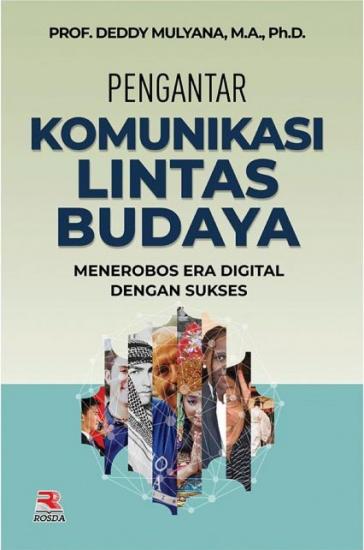 PROF. DEDDY MULYANA, M.A., Ph.D.
PENGANTAR
KOMUNIKASI
LINTAS
BUDAYA
MENEROBOS ERA DIGITAL
DENGAN SUKSES
ROSDA